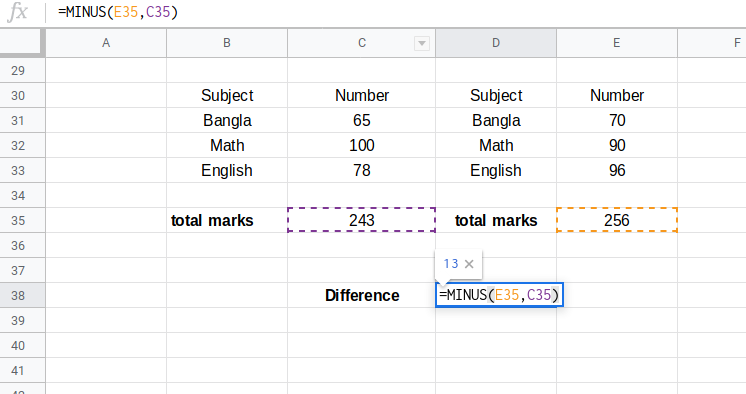 fx =MINUS(E35,C35)
A B C D E F
29
30 Subject Number Subject Number
31 Bangla 65 Bangla 70
32 Math 100 Math 90
33 English 78 English 96
34
35 total marks 243 total marks 256
36
37 13 ×
38 Difference =MINUS(E35,C35)
39
40
41